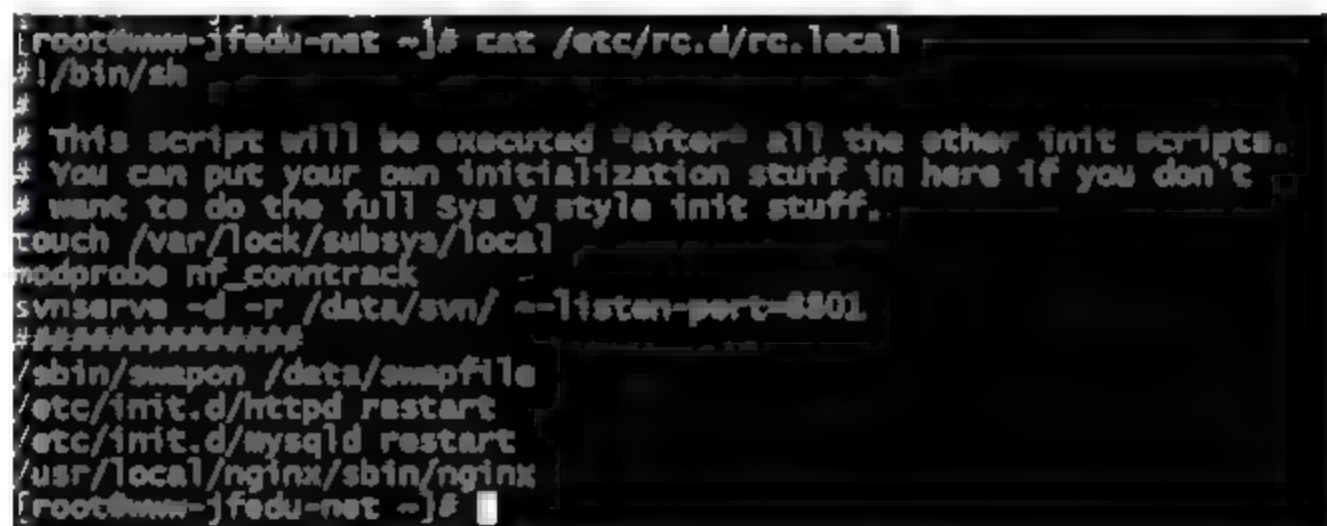 [root@www-jfedu-net ~]# cat /etc/rc.d/rc.local
#!/bin/sh
#
# This script will be executed *after* all the other init scripts.
# You can put your own initialization stuff in here if you don't
# want to do the full Sys V style init stuff.
touch /var/lock/subsys/local
modprobe nf_conntrack
svnserve -d -r /data/svn/ --listen-port=8801
################
/sbin/swapon /data/swapfile
/etc/init.d/httpd restart
/etc/init.d/mysqld restart
/usr/local/nginx/sbin/nginx
[root@www-jfedu-net ~]#